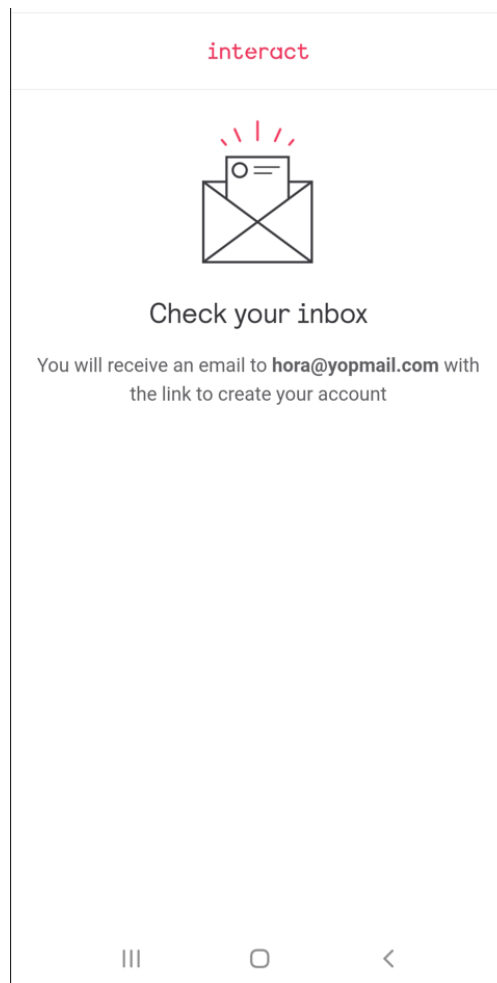 interact
Check your inbox
You will receive an email to hora@yopmail.com with
the link to create your account